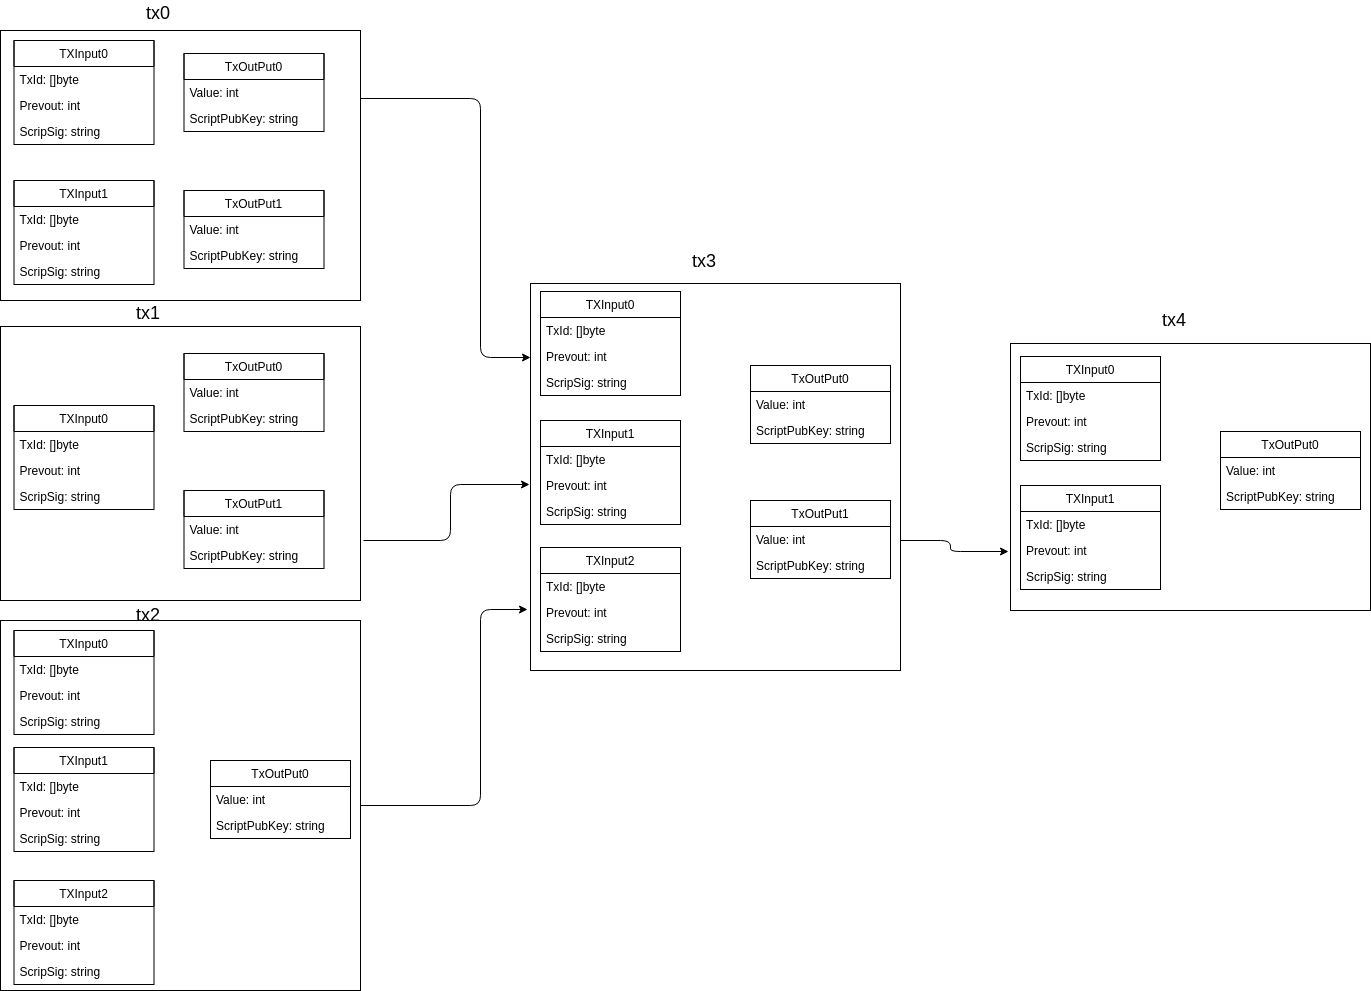 tx0
TXInput0
TxId: []byte
Prevout: int
ScripSig: string
TxOutPut0
Value: int
ScriptPubKey: string
TXInput1
TxId: []byte
Prevout: int
ScripSig: string
TxOutPut1
Value: int
ScriptPubKey: string
tx1
TXInput0
TxId: []byte
Prevout: int
ScripSig: string
TxOutPut0
Value: int
ScriptPubKey: string
TxOutPut1
Value: int
ScriptPubKey: string
tx2
TXInput0
TxId: []byte
Prevout: int
ScripSig: string
TXInput1
TxId: []byte
Prevout: int
ScripSig: string
TXInput2
TxId: []byte
Prevout: int
ScripSig: string
TxOutPut0
Value: int
ScriptPubKey: string
tx3
TXInput0
TxId: []byte
Prevout: int
ScripSig: string
TXInput1
TxId: []byte
Prevout: int
ScripSig: string
TXInput2
TxId: []byte
Prevout: int
ScripSig: string
TxOutPut0
Value: int
ScriptPubKey: string
TxOutPut1
Value: int
ScriptPubKey: string
tx4
TXInput0
TxId: []byte
Prevout: int
ScripSig: string
TXInput1
TxId: []byte
Prevout: int
ScripSig: string
TxOutPut0
Value: int
ScriptPubKey: string